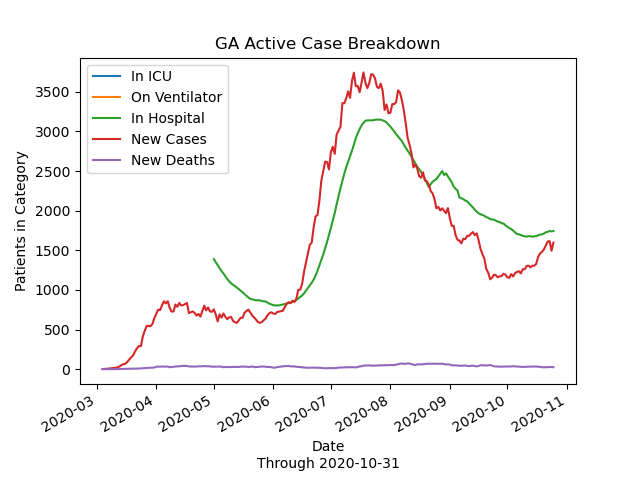 GA Active Case Breakdown
In ICU
On Ventilator
In Hospital
New Cases
New Deaths
Patients in Category
3500
3000
2500
2000
1500
1000
500
0
2020-03
2020-04
2020-05
2020-06
2020-07
2020-08
2020-09
2020-10
2020-11
Date
Through 2020-10-31